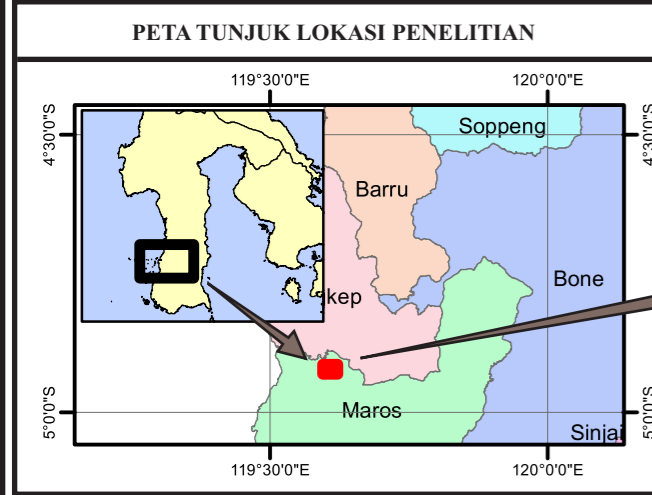 PETA TUNJUK LOKASI PENELITIAN
119°30'0"E 120°0'0"E
4°30'0"S 4°30'0"S
Soppeng
Barru
Bone
kep
Maros
5°0'0"S 5°0'0"S
Sinjai
119°30'0"E 120°0'0"E